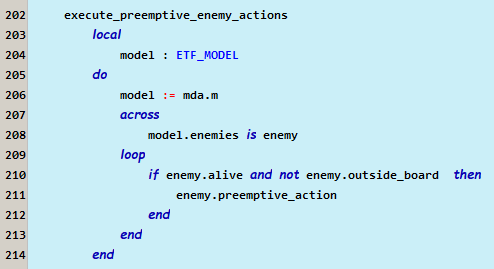 202 execute_preemptive_enemy_actions
203 local
204 model : ETF_MODEL
205 do
206 model := mda.m
207 across
208 model.enemies is enemy
209 loop
210 if enemy.alive and not enemy.outside_board then
211 enemy.preemptive_action
212 end
213 end
214 end